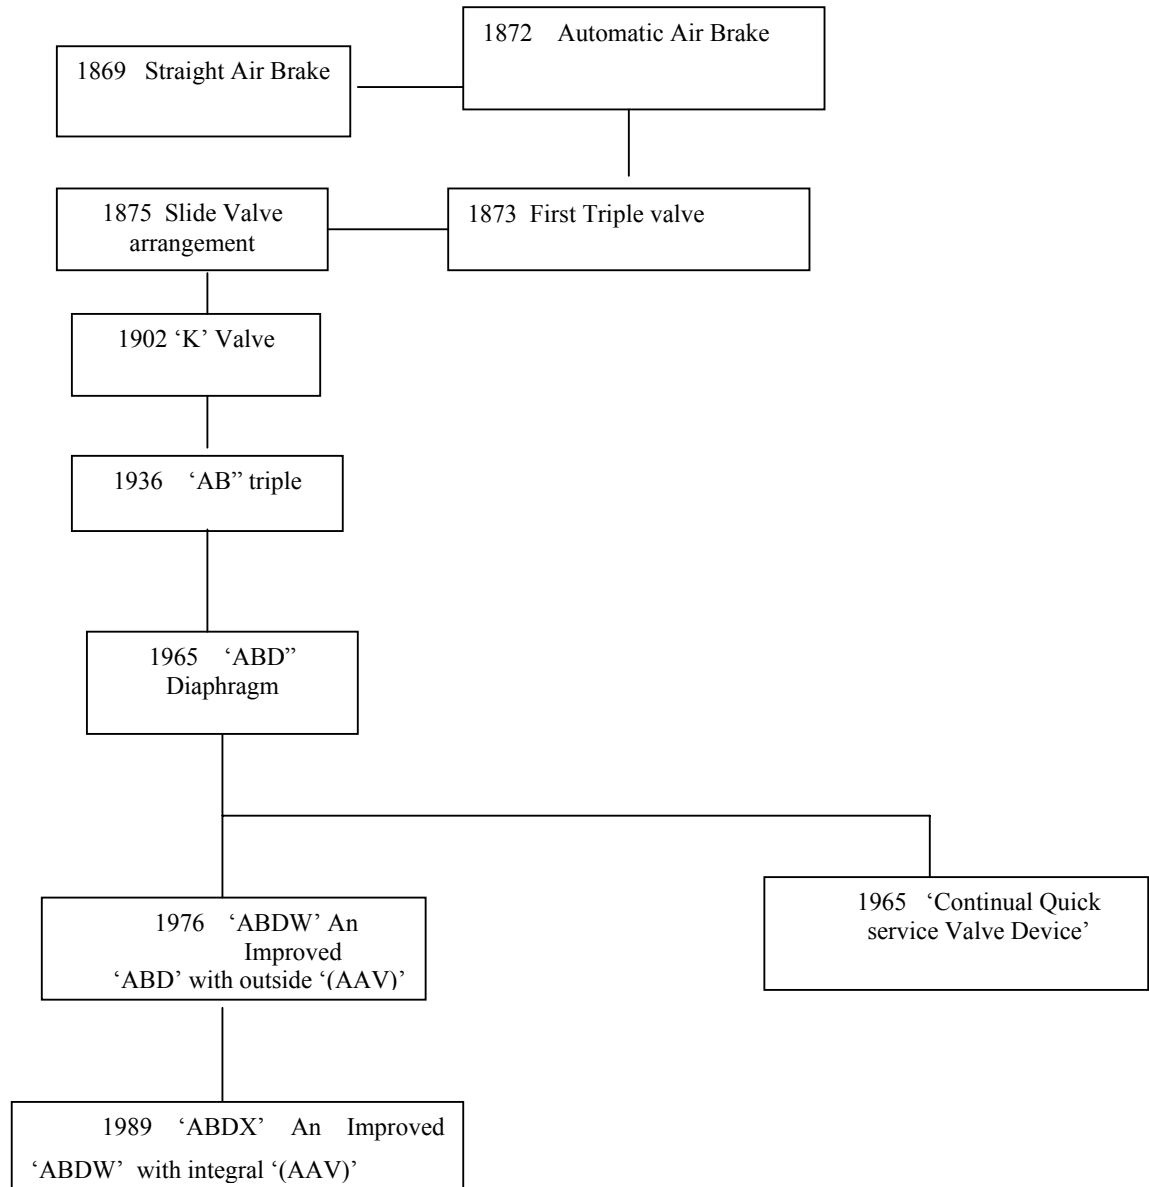 1869 Straight Air Brake
1872 Automatic Air Brake
1873 First Triple valve
1875 Slide Valve
arrangement
1902 ‘K’ Valve
1936 ‘AB” triple
1965 ‘ABD”
Diaphragm
1976 ‘ABDW’ An
Improved
‘ABD’ with outside ‘(AAV)’
1965 ‘Continual Quick
service Valve Device’
1989 ‘ABDX’ An Improved
‘ABDW’ with integral ‘(AAV)’